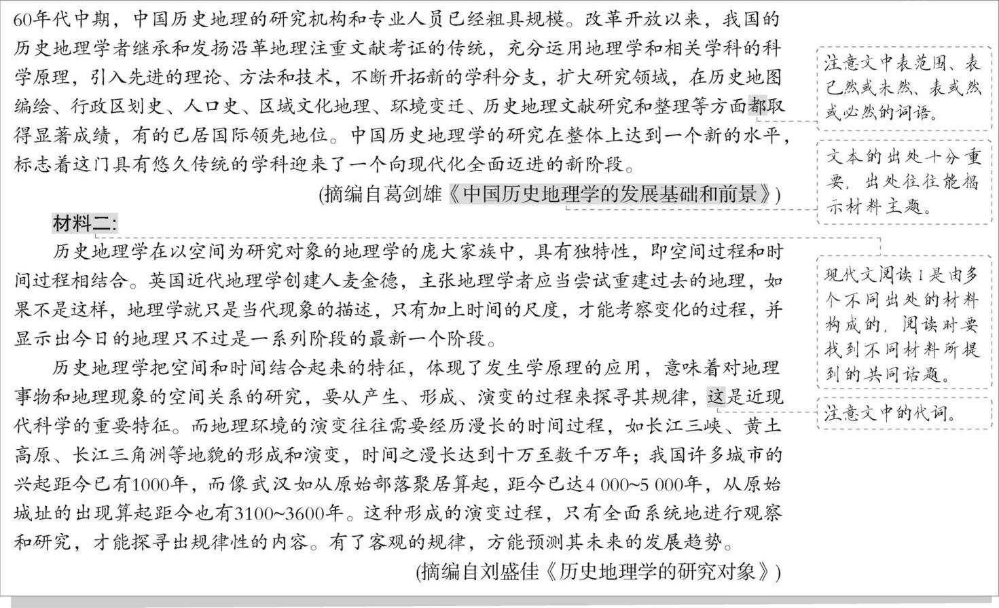 60年代中期，中国历史地理的研究机构和专业人员已经粗具规模。改革开放以来，我国的
历史地理学者继承和发扬沿革地理注重文献考证的传统，充分运用地理学和相关学科的科
学原理，引入先进的理论、方法和技术，不断开拓新的学科分支，扩大研究领域，在历史地图
编绘、行政区划史、人口史、区域文化地理、环境变迁、历史地理文献研究和整理等方面都取
得显著成绩，有的已居国际领先地位。中国历史地理学的研究在整体上达到一个新的水平，
标志着这门具有悠久传统的学科迎来了一个向现代化全面迈进的新阶段。
(摘编自葛剑雄《中国历史地理学的发展基础和前景》)
材料二:
历史地理学在以空间为研究对象的地理学的庞大家族中，具有独特性，即空间过程和时
间过程相结合。英国近代地理学创建人麦金德，主张地理学者应当尝试重建过去的地理，如
果不是这样，地理学就只是当代现象的描述，只有加上时间的尺度，才能考察变化的过程，并
显示出今日的地理只不过是一系列阶段的最新一个阶段。
历史地理学把空间和时间结合起来的特征，体现了发生学原理的应用，意味着对地理
事物和地理现象的空间关系的研究，要从产生、形成、演变的过程来探寻其规律，这是近现
代科学的重要特征。而地理环境的演变往往需要经历漫长的时间过程，如长江三峡、黄土
高原、长江三角洲等地貌的形成和演变，时间之漫长达到十万至数千万年；我国许多城市的
兴起距今已有1000年，而像武汉如从原始部落聚居算起，距今已达4 000~5 000年，从原始
城址的出现算起距今也有3100~3600年。这种形成的演变过程，只有全面系统地进行观察
和研究，才能探寻出规律性的内容。有了客观的规律，方能预测其未来的发展趋势。
(摘编自刘盛佳《历史地理学的研究对象》)
注意文中表范围、表
已然或未然、表或然
或必然的词语。
文本的出处十分重
要，出处往往能揭
示材料主题。
现代文阅读Ⅰ是由多
个不同出处的材料
构成的，阅读时要
找到不同材料所提
到的共同话题。
注意文中的代词。